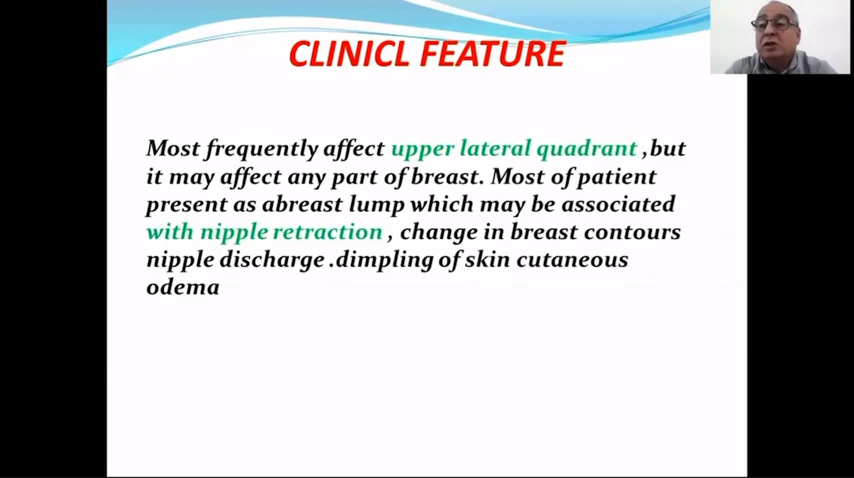 CLINICL FEATURE
Most frequently affect upper lateral quadrant ,but
it may affect any part of breast. Most of patient
present as abreast lump which may be associated
with nipple retraction , change in breast contours
nipple discharge .dimpling of skin cutaneous
odema